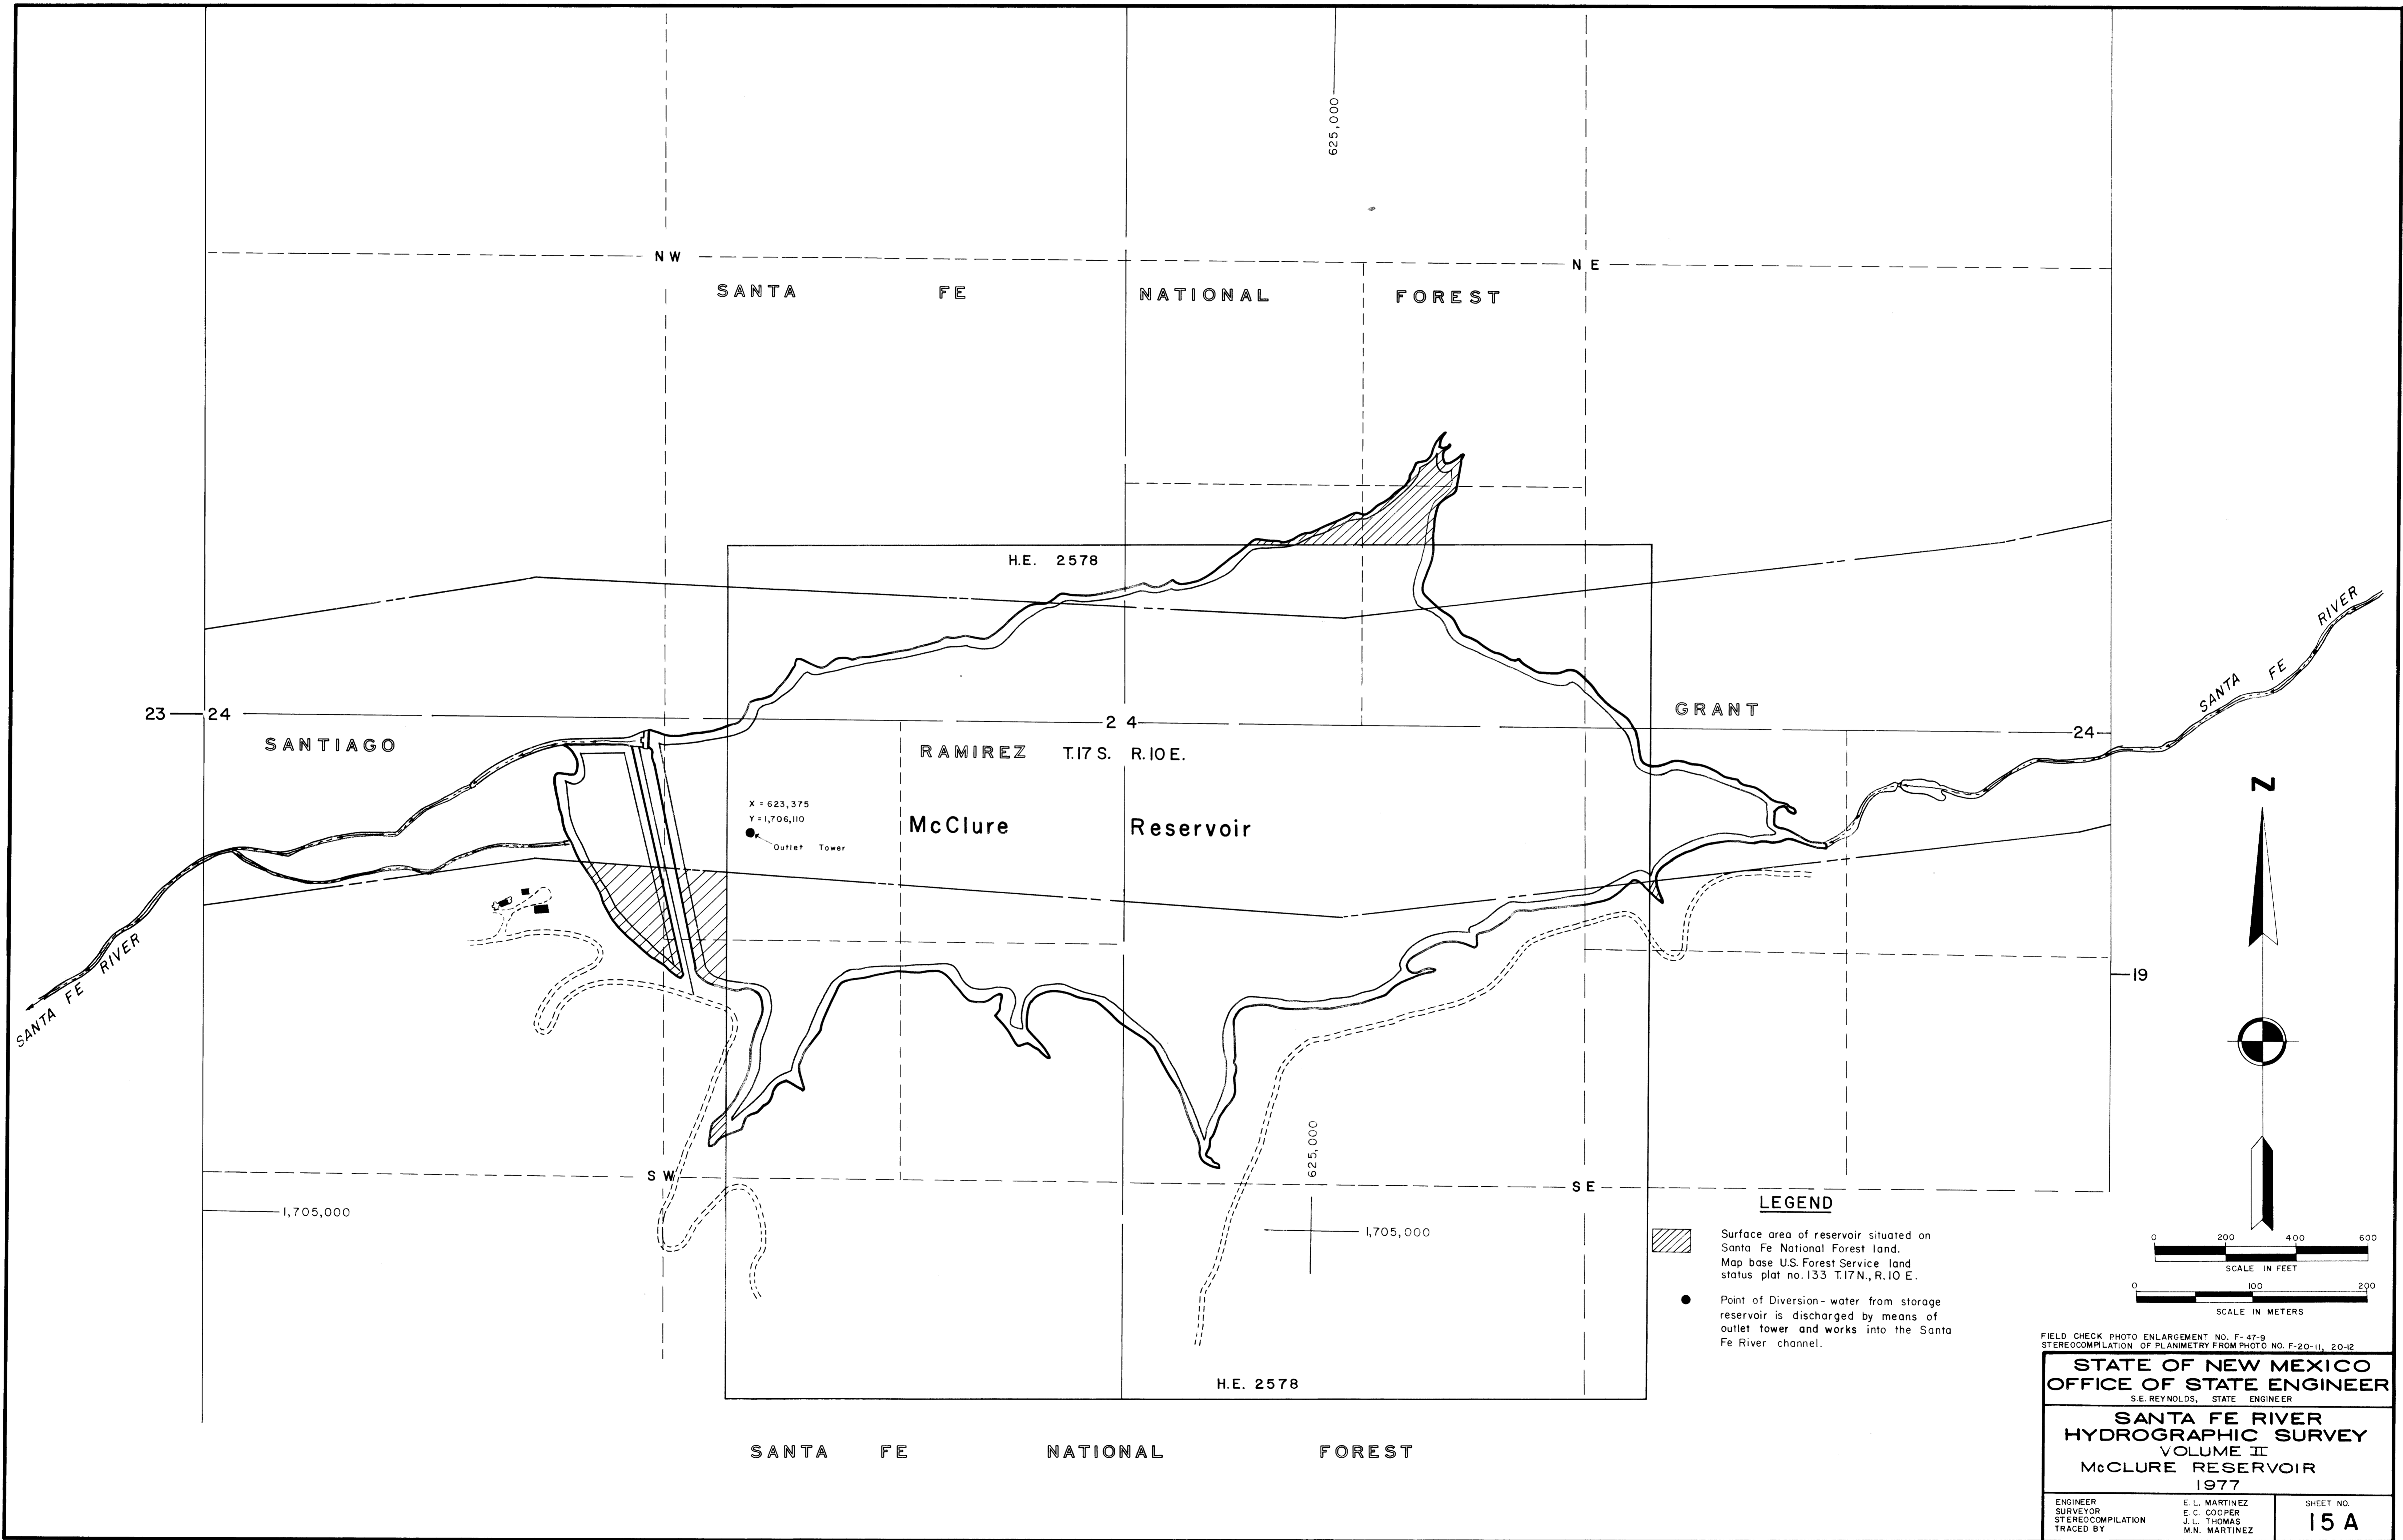 625,000
NW
NE
SANTA FE NATIONAL FOREST
H.E. 2578
SANTA FE RIVER
23 24
24
24
GRANT
SANTIAGO
RAMIREZ T.17 S. R.10 E.
X = 623,375
Y = 1,706,110
Outlet Tower
McClure Reservoir
N
SANTA FE RIVER
19
625,000
SW
SE
1,705,000
1,705,000
LEGEND
Surface area of reservoir situated on
Santa Fe National Forest land.
Map base U.S. Forest Service land
status plat no. 133 T.17N., R.10 E.
Point of Diversion - water from storage
reservoir is discharged by means of
outlet tower and works into the Santa
Fe River channel.
0 200 400 600
SCALE IN FEET
0 100 200
SCALE IN METERS
H.E. 2578
SANTA FE NATIONAL FOREST
FIELD CHECK PHOTO ENLARGEMENT NO. F-47-9
STEREOCOMPILATION OF PLANIMETRY FROM PHOTO NO. F-20-11, 20-12
STATE OF NEW MEXICO
OFFICE OF STATE ENGINEER
S.E. REYNOLDS, STATE ENGINEER
SANTA FE RIVER
HYDROGRAPHIC SURVEY
VOLUME II
McCLURE RESERVOIR
1977
ENGINEER E. L. MARTINEZ
SURVEYOR E. C. COOPER
STEREOCOMPILATION J. L. THOMAS
TRACED BY M.N. MARTINEZ
SHEET NO.
15 A